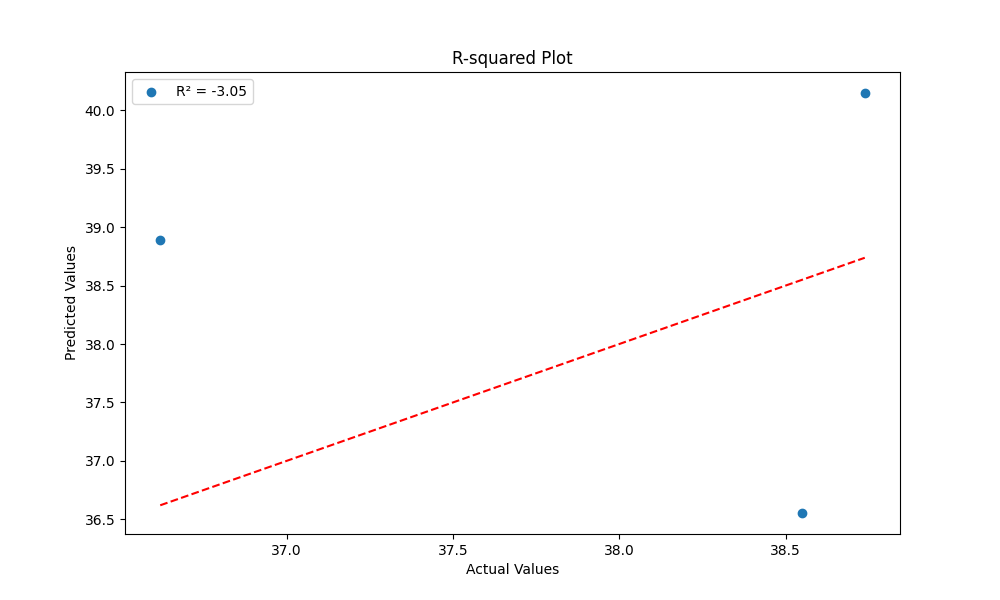 R-squared Plot
R² = -3.05
40.0
39.5
39.0
38.5
38.0
37.5
37.0
36.5
Predicted Values
37.0 37.5 38.0 38.5
Actual Values